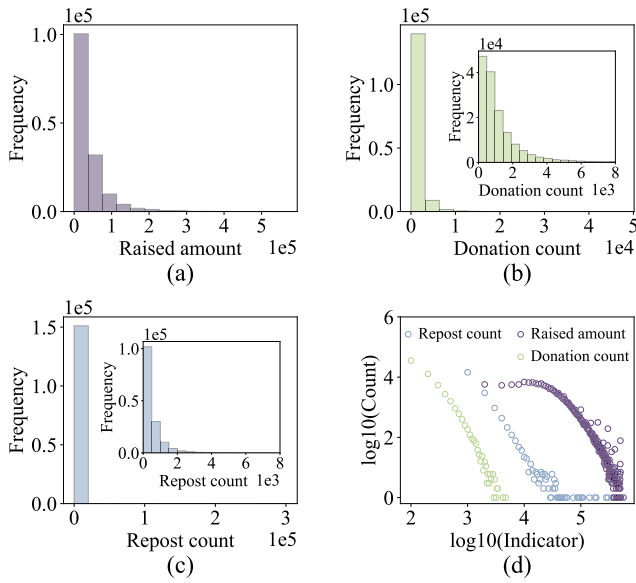 1e5
1.0
0.5
0.0
Frequency
0 1 2 3 4 5
Raised amount 1e5
(a)
1e5
1.0
0.5
0.0
Frequency
0 1 2 3 4 5
Donation count 1e4
1e4
4
2
0
Frequency
0 2 4 6 8
Donation count 1e3
(b)
1e5
1.5
1.0
0.5
0.0
Frequency
0 1 2 3
Repost count 1e5
1e5
1.0
0.5
0.0
Frequency
0 2 4 6 8
Repost count 1e3
(c)
6
4
2
0
log10(Count)
Repost count Raised amount
Donation count
2 3 4 5
log10(Indicator)
(d)